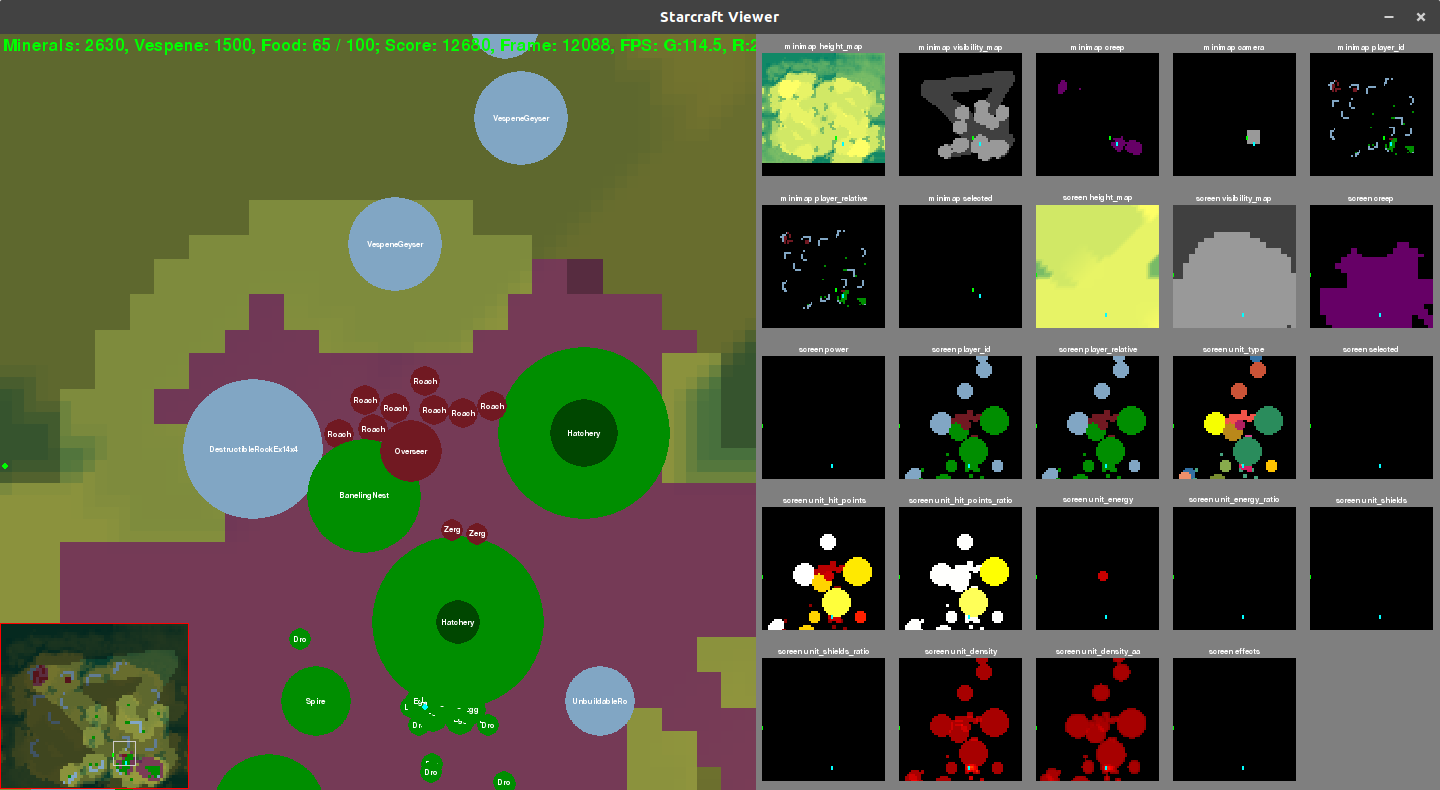 Starcraft Viewer
Minerals: 2630, Vespene: 1500, Food: 65 / 100; Score: 12680, Frame: 12088, FPS: G:114.5, R:2
VespeneGeyser
VespeneGeyser
Roach
Roach
Roach
Roach
Roach
Roach
Roach
Roach
Hatchery
DestructibleRockEx14x4
Overseer
BanelingNest
Zerg
Zerg
Hatchery
Dro
Spire
UnbuildableRo
Dro
Dro
Dro
minimap height_map
minimap visibility_map
minimap creep
minimap camera
minimap player_id
minimap player_relative
minimap selected
screen height_map
screen visibility_map
screen creep
screen power
screen player_id
screen player_relative
screen unit_type
screen selected
screen unit_hit_points
screen unit_hit_points_ratio
screen unit_energy
screen unit_energy_ratio
screen unit_shields
screen unit_shields_ratio
screen unit_density
screen unit_density_aa
screen effects